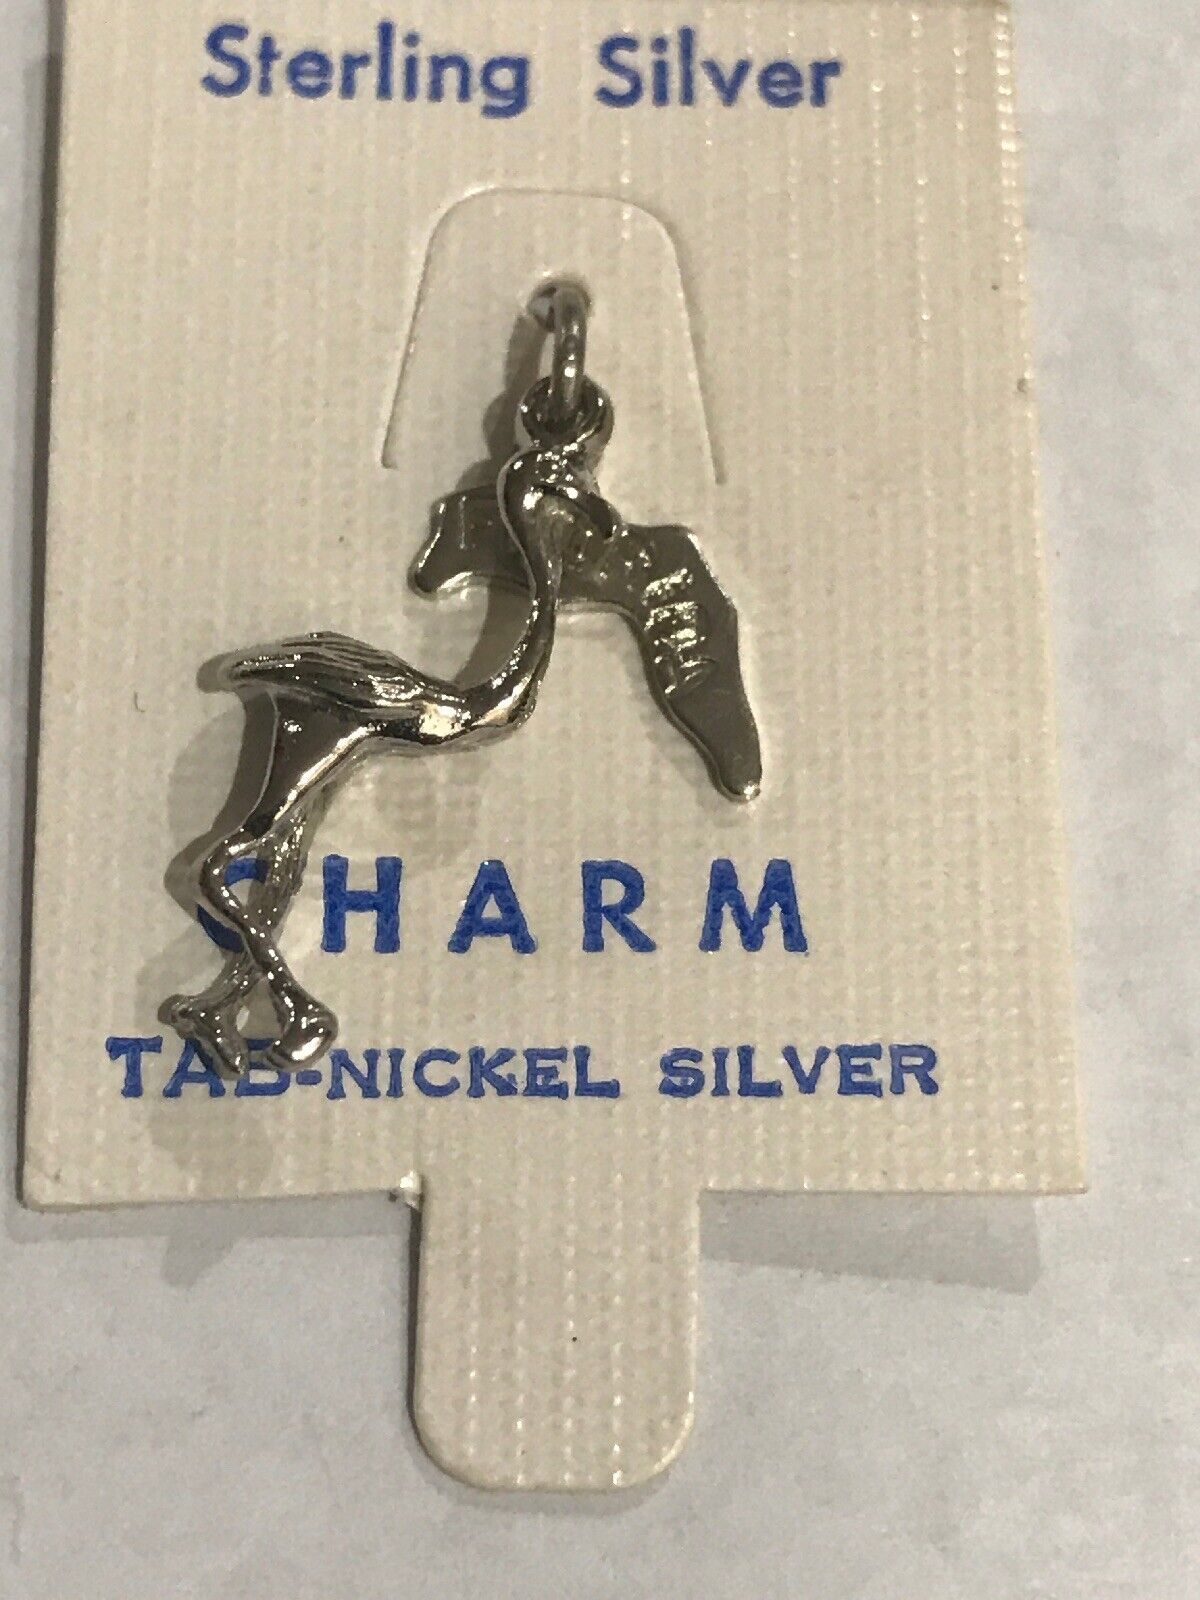 Sterling Silver
CHARM
TAB-NICKEL SILVER